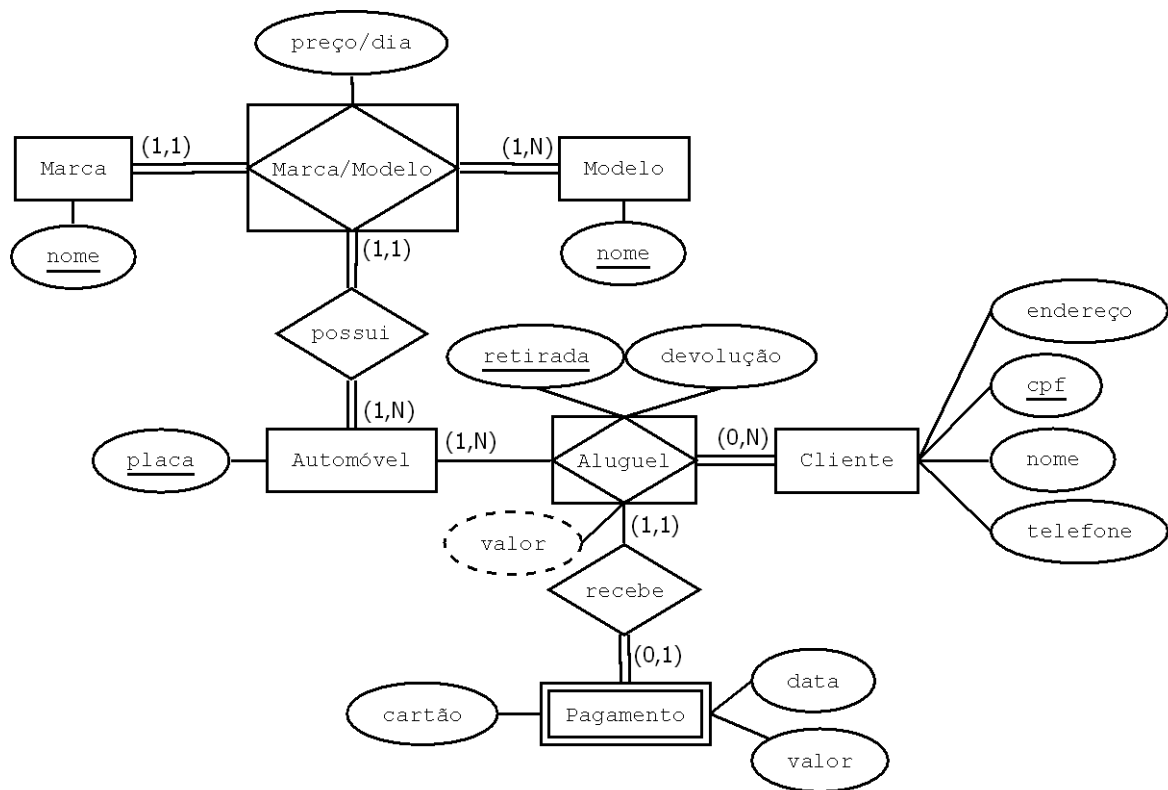 preço/dia
(1,1)
(1,N)
Marca
Marca/Modelo
Modelo
nome
(1,1)
nome
possui
endereço
retirada
devolução
cpf
(1,N)
(1,N)
(0,N)
placa
Automóvel
Aluguel
Cliente
nome
(1,1)
valor
telefone
recebe
(0,1)
data
cartão
Pagamento
valor